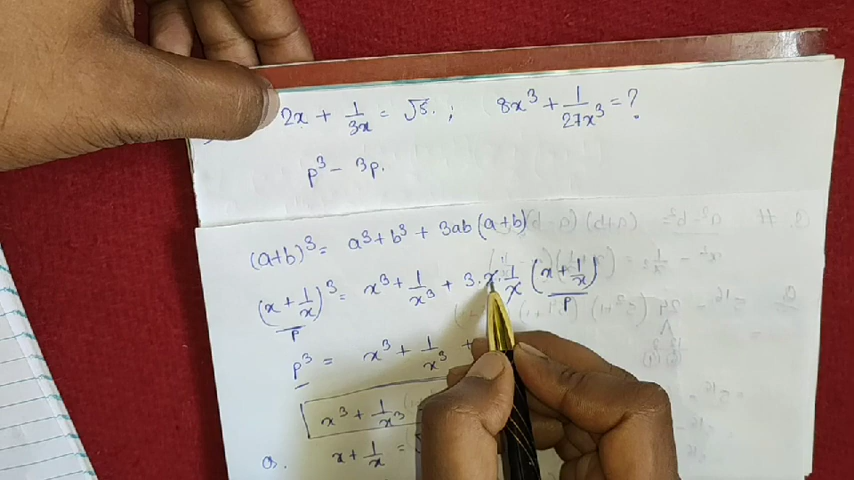 2x + 1/3x = √5. ; 8x³ + 1/27x³ = ?
p³ - 3p.
(a+b)³ = a³+b³ + 3ab(a+b)
(x + 1/x)³ = x³ + 1/x³ + 3.x.1/x (x + 1/x)
p p
p³ = x³ + 1/x³ +
x³ + 1/x³
Q. x + 1/x =